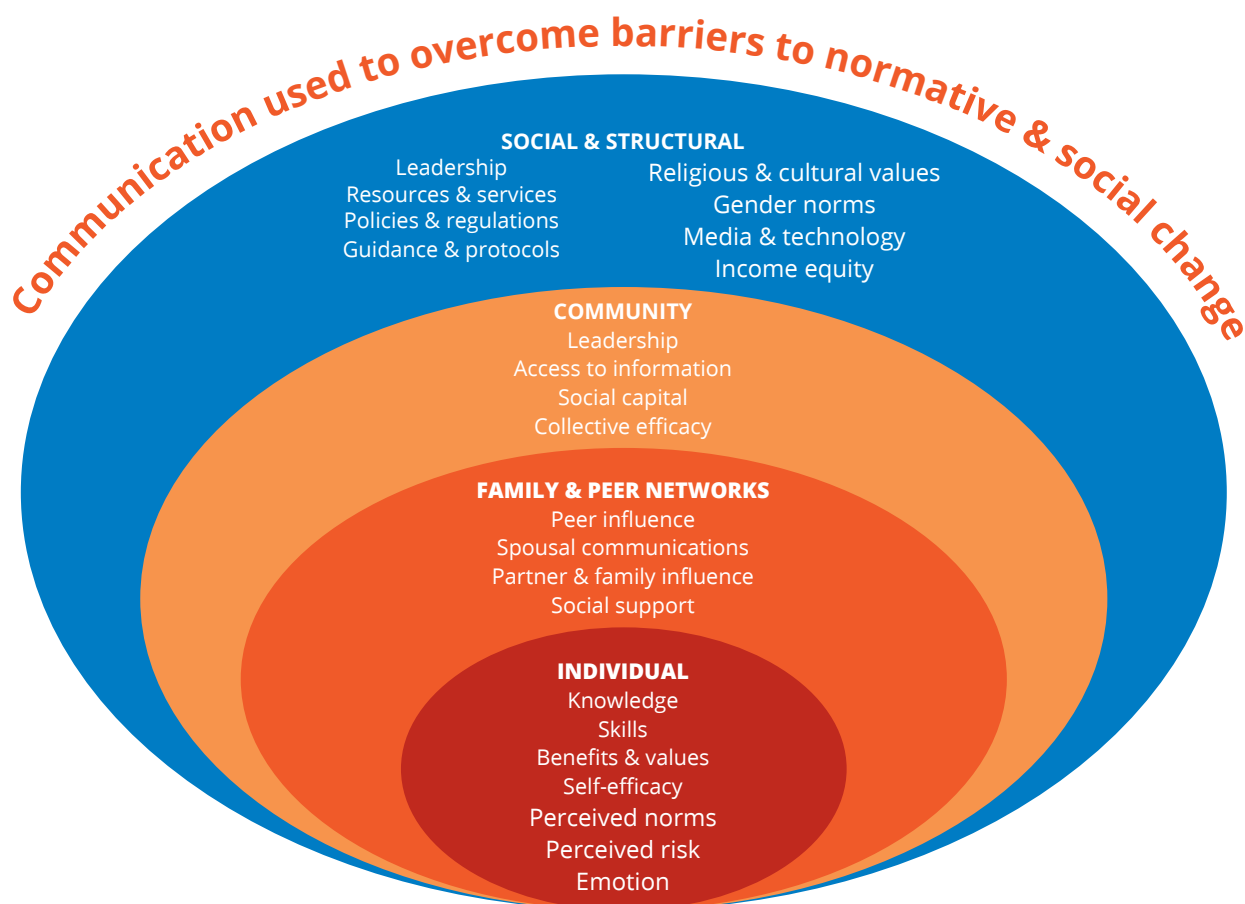 Communication used to overcome barriers to normative & social change
SOCIAL & STRUCTURAL
Leadership
Resources & services
Policies & regulations
Guidance & protocols
Religious & cultural values
Gender norms
Media & technology
Income equity
COMMUNITY
Leadership
Access to information
Social capital
Collective efficacy
FAMILY & PEER NETWORKS
Peer influence
Spousal communications
Partner & family influence
Social support
INDIVIDUAL
Knowledge
Skills
Benefits & values
Self-efficacy
Perceived norms
Perceived risk
Emotion